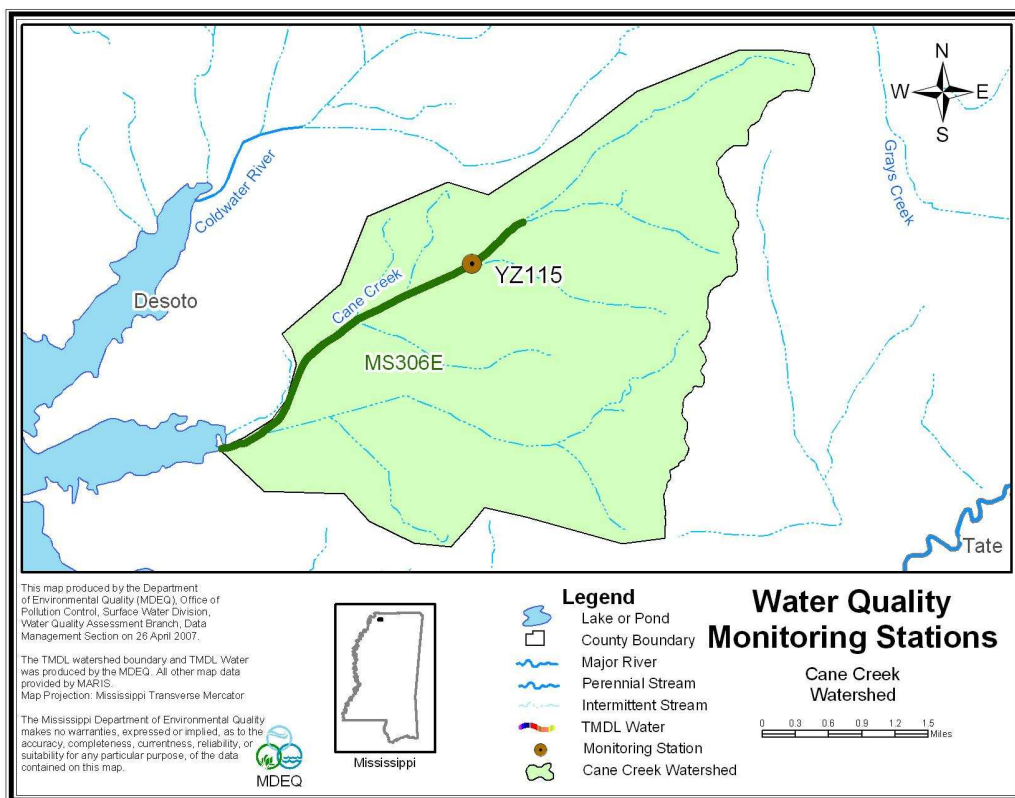 N
W E
S
Coldwater River
Grays Creek
Desoto
Cane Creek
YZ115
MS306E
Tate
This map produced by the Department
of Environmental Quality (MDEQ), Office of
Pollution Control, Surface Water Division,
Water Quality Assessment Branch, Data
Management Section on 26 April 2007.
The TMDL watershed boundary and TMDL Water
was produced by the MDEQ. All other map data
provided by MARIS.
Map Projection: Mississippi Transverse Mercator
The Mississippi Department of Environmental Quality
makes no warranties, expressed or implied, as to the
accuracy, completeness, currentness, reliability, or
suitability for any particular purpose, of the data
contained on this map.
MDEQ
Mississippi
Legend
Lake or Pond
County Boundary
Major River
Perennial Stream
Intermittent Stream
TMDL Water
Monitoring Station
Cane Creek Watershed
Water Quality
Monitoring Stations
Cane Creek
Watershed
0 0.3 0.6 0.9 1.2 1.5
Miles